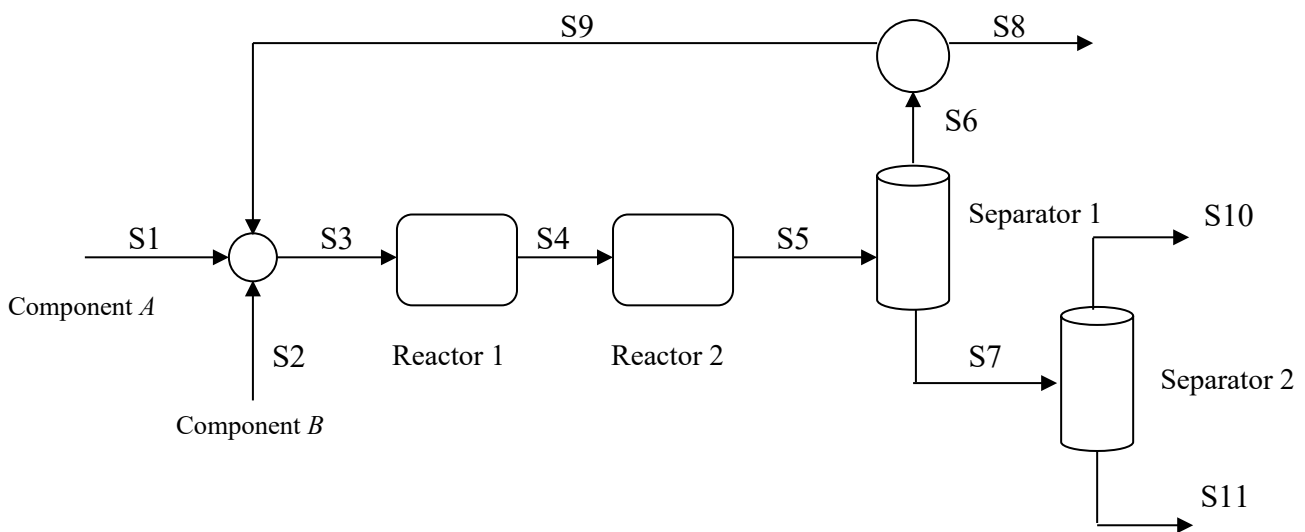 S9
S8
S6
Separator 1
S10
S1
S3
S4
S5
Component A
S2
Reactor 1
Reactor 2
S7
Separator 2
Component B
S11